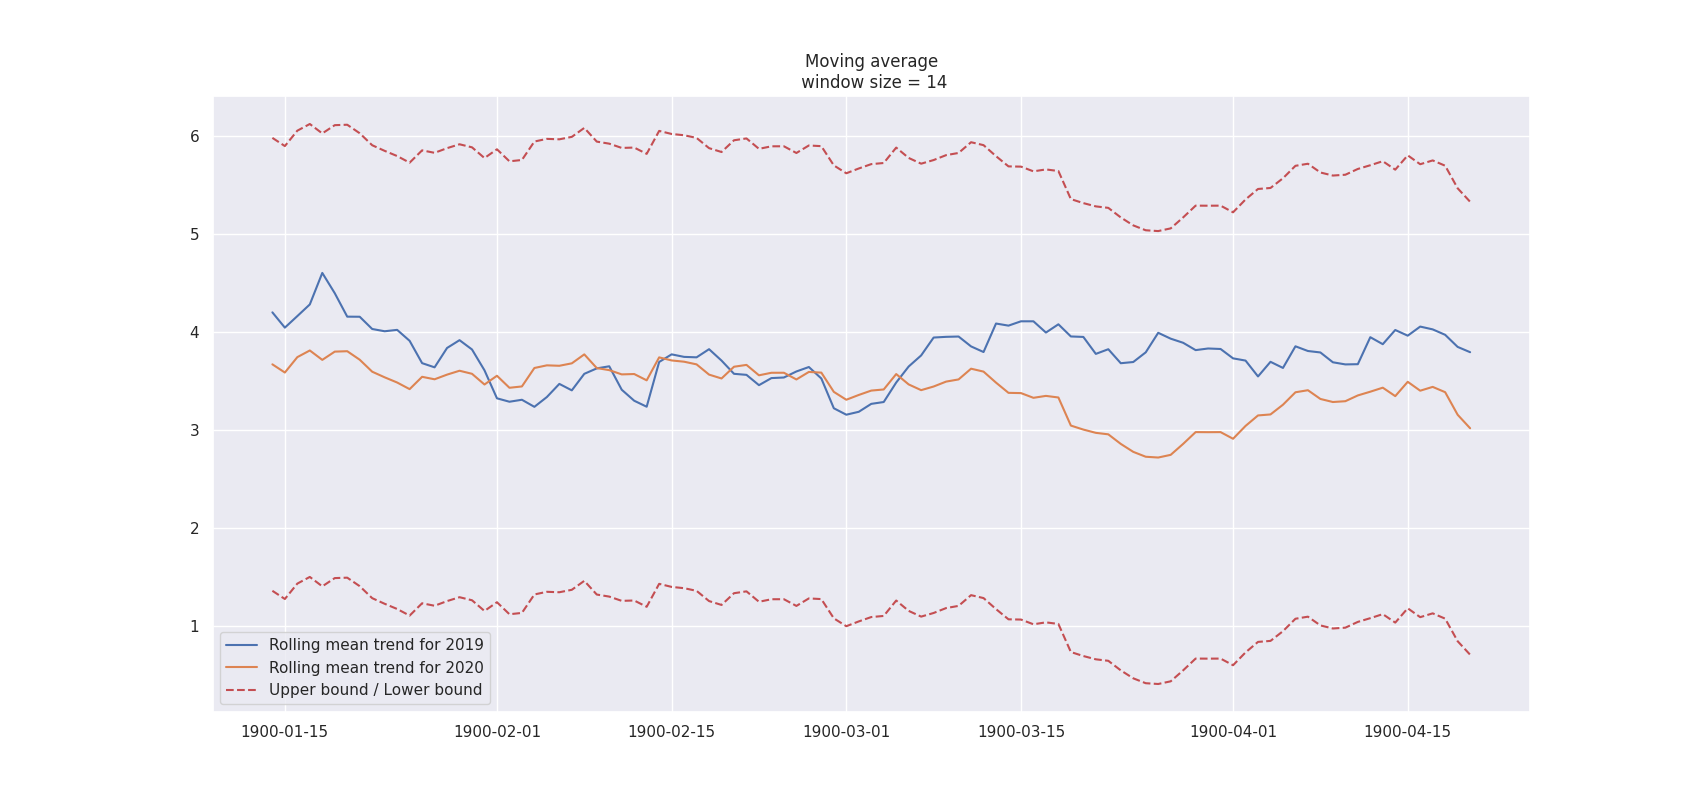 Moving average
window size = 14
6
5
4
3
2
1
Rolling mean trend for 2019
Rolling mean trend for 2020
Upper bound / Lower bound
1900-01-15
1900-02-01
1900-02-15
1900-03-01
1900-03-15
1900-04-01
1900-04-15